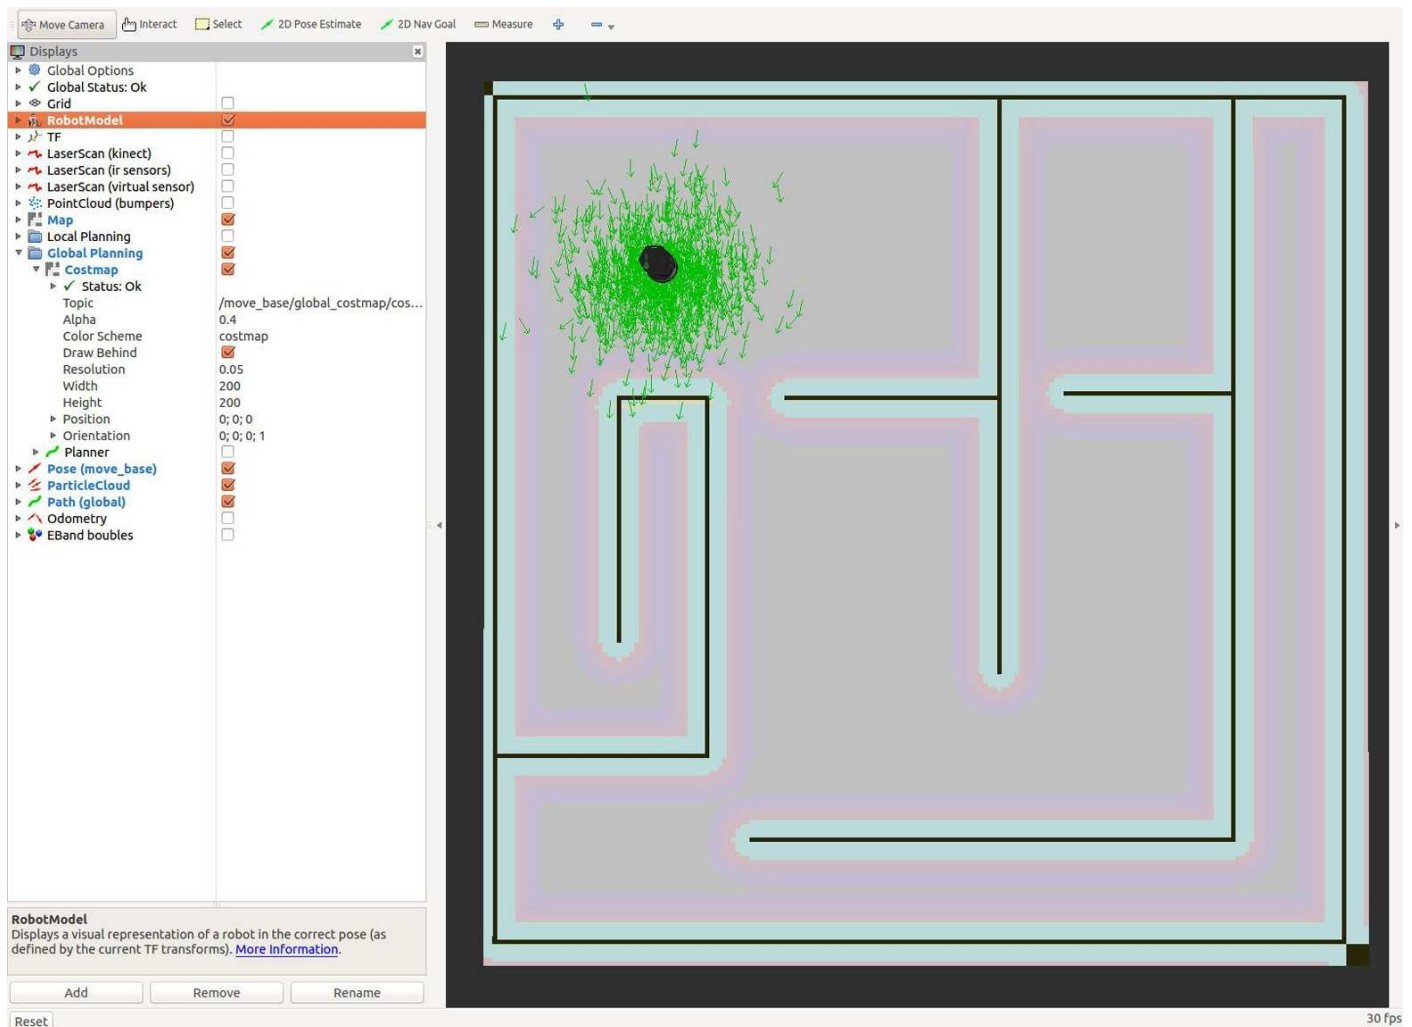 Move Camera Interact Select 2D Pose Estimate 2D Nav Goal Measure
Displays
Global Options
Global Status: Ok
Grid
RobotModel
TF
LaserScan (kinect)
LaserScan (ir sensors)
LaserScan (virtual sensor)
PointCloud (bumpers)
Map
Local Planning
Global Planning
Costmap
Status: Ok
Topic /move_base/global_costmap/cos...
Alpha 0.4
Color Scheme costmap
Draw Behind
Resolution 0.05
Width 200
Height 200
Position 0; 0; 0
Orientation 0; 0; 0; 1
Planner
Pose (move_base)
ParticleCloud
Path (global)
Odometry
EBand boubles
RobotModel
Displays a visual representation of a robot in the correct pose (as
defined by the current TF transforms). More Information.
Add Remove Rename
Reset 30 fps